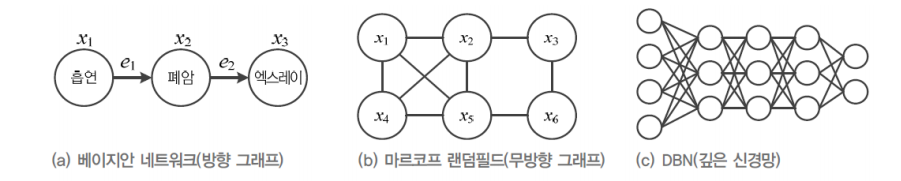 x₁ x₂ x₃
흡연 e₁ 폐암 e₂ 엑스레이
(a) 베이지안 네트워크(방향 그래프)
x₁ x₂ x₃
x₄ x₅ x₆
(b) 마르코프 랜덤필드(무방향 그래프)
(c) DBN(깊은 신경망)